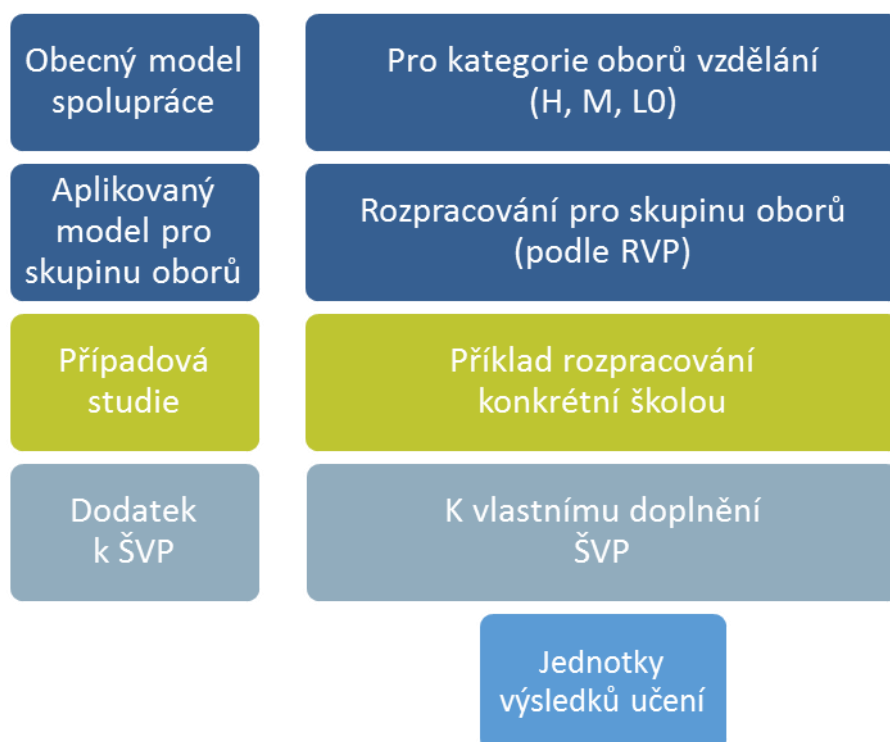 Obecný model
spolupráce
Pro kategorie oborů vzdělání
(H, M, L0)
Aplikovaný
model pro
skupinu oborů
Rozpracování pro skupinu oborů
(podle RVP)
Případová
studie
Příklad rozpracování
konkrétní školou
Dodatek
k ŠVP
K vlastnímu doplnění
ŠVP
Jednotky
výsledků učení